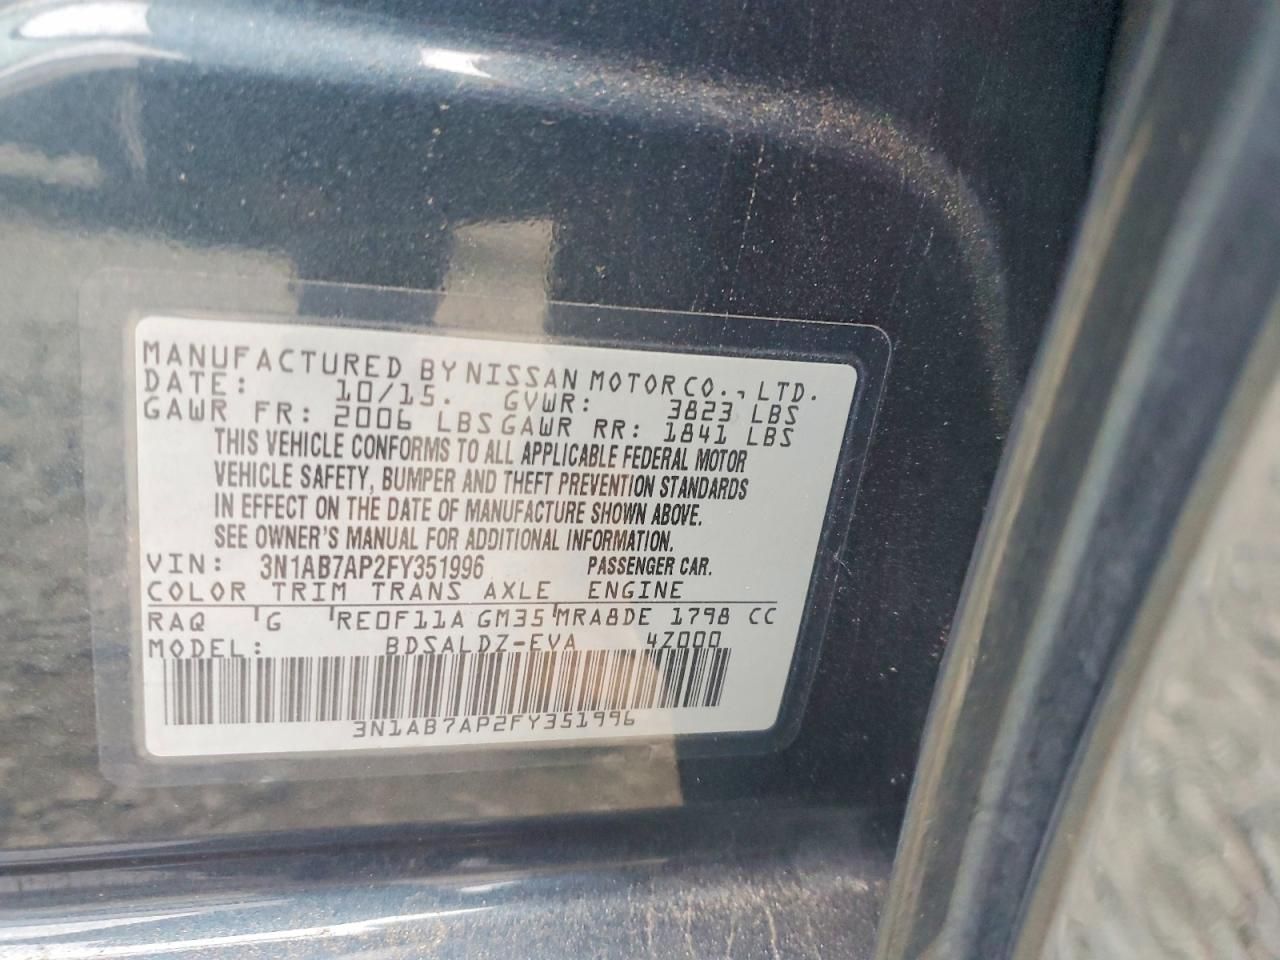 MANUFACTURED BY NISSAN MOTOR CO., LTD.
DATE: 10/15. GVWR: 3823 LBS
GAWR FR: 2006 LBS GAWR RR: 1841 LBS
THIS VEHICLE CONFORMS TO ALL APPLICABLE FEDERAL MOTOR
VEHICLE SAFETY, BUMPER AND THEFT PREVENTION STANDARDS
IN EFFECT ON THE DATE OF MANUFACTURE SHOWN ABOVE.
SEE OWNER'S MANUAL FOR ADDITIONAL INFORMATION.
VIN: 3N1AB7AP2FY351996 PASSENGER CAR.
COLOR TRIM TRANS AXLE ENGINE
RAQ G RE0F11A GM35 MRA8DE 1798 CC
MODEL: BDSALDZ-EVA 4Z000
3N1AB7AP2FY351996